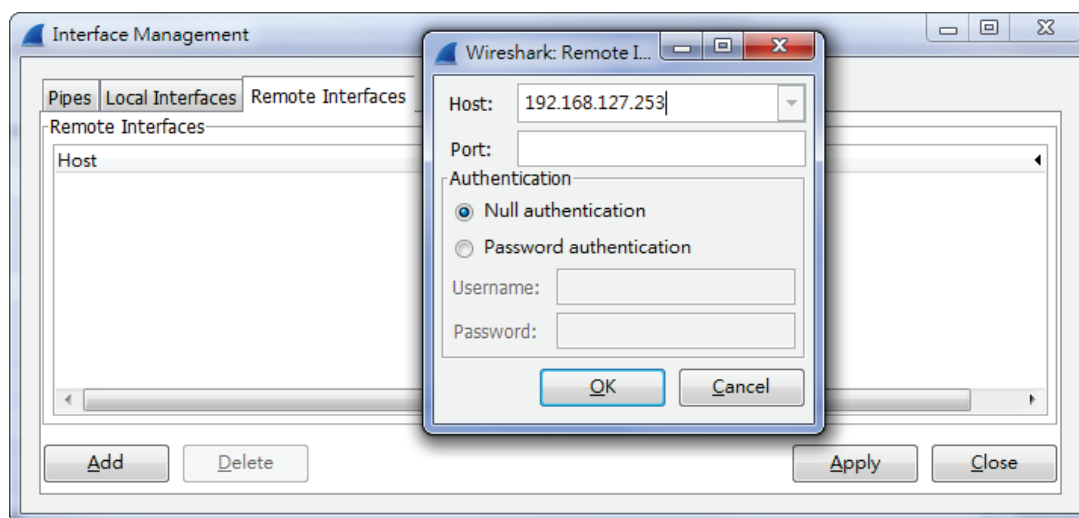 Interface Management
Pipes Local Interfaces Remote Interfaces
Remote Interfaces
Host
Add Delete Apply Close
Wireshark: Remote I...
Host: 192.168.127.253
Port:
Authentication
Null authentication
Password authentication
Username:
Password:
OK Cancel